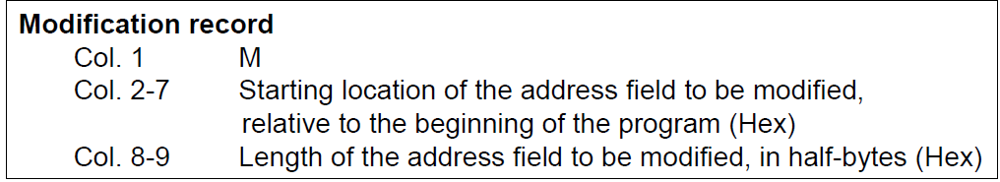 Modification record
Col. 1 M
Col. 2-7 Starting location of the address field to be modified,
relative to the beginning of the program (Hex)
Col. 8-9 Length of the address field to be modified, in half-bytes (Hex)